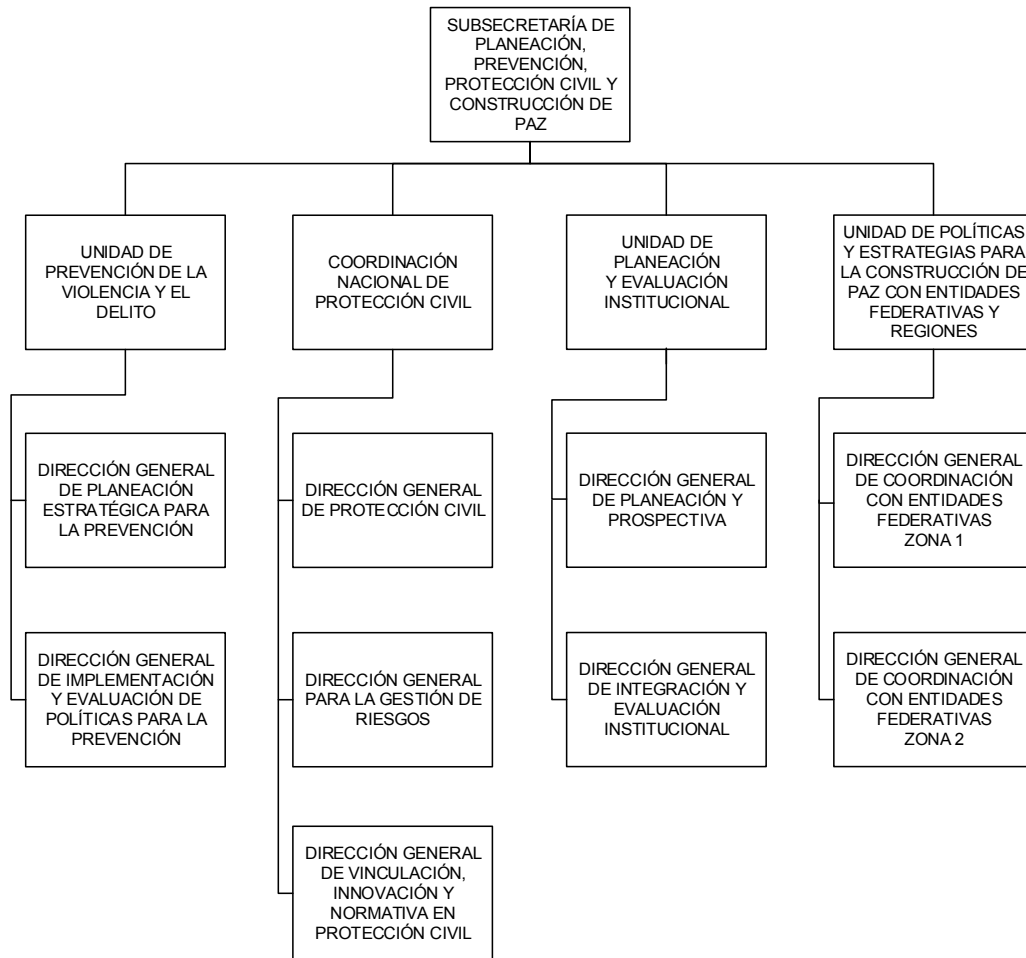 SUBSECRETARÍA DE
PLANEACIÓN,
PREVENCIÓN,
PROTECCIÓN CIVIL Y
CONSTRUCCIÓN DE
PAZ
UNIDAD DE
PREVENCIÓN DE LA
VIOLENCIA Y EL
DELITO
COORDINACIÓN
NACIONAL DE
PROTECCIÓN CIVIL
UNIDAD DE
PLANEACIÓN
Y EVALUACIÓN
INSTITUCIONAL
UNIDAD DE POLÍTICAS
Y ESTRATEGIAS PARA
LA CONSTRUCCIÓN DE
PAZ CON ENTIDADES
FEDERATIVAS Y
REGIONES
DIRECCIÓN GENERAL
DE PLANEACIÓN
ESTRATÉGICA PARA
LA PREVENCIÓN
DIRECCIÓN GENERAL
DE PROTECCIÓN CIVIL
DIRECCIÓN GENERAL
DE PLANEACIÓN Y
PROSPECTIVA
DIRECCIÓN GENERAL
DE COORDINACIÓN
CON ENTIDADES
FEDERATIVAS
ZONA 1
DIRECCIÓN GENERAL
DE IMPLEMENTACIÓN
Y EVALUACIÓN DE
POLÍTICAS PARA LA
PREVENCIÓN
DIRECCIÓN GENERAL
PARA LA GESTIÓN DE
RIESGOS
DIRECCIÓN GENERAL
DE INTEGRACIÓN Y
EVALUACIÓN
INSTITUCIONAL
DIRECCIÓN GENERAL
DE COORDINACIÓN
CON ENTIDADES
FEDERATIVAS
ZONA 2
DIRECCIÓN GENERAL
DE VINCULACIÓN,
INNOVACIÓN Y
NORMATIVA EN
PROTECCIÓN CIVIL